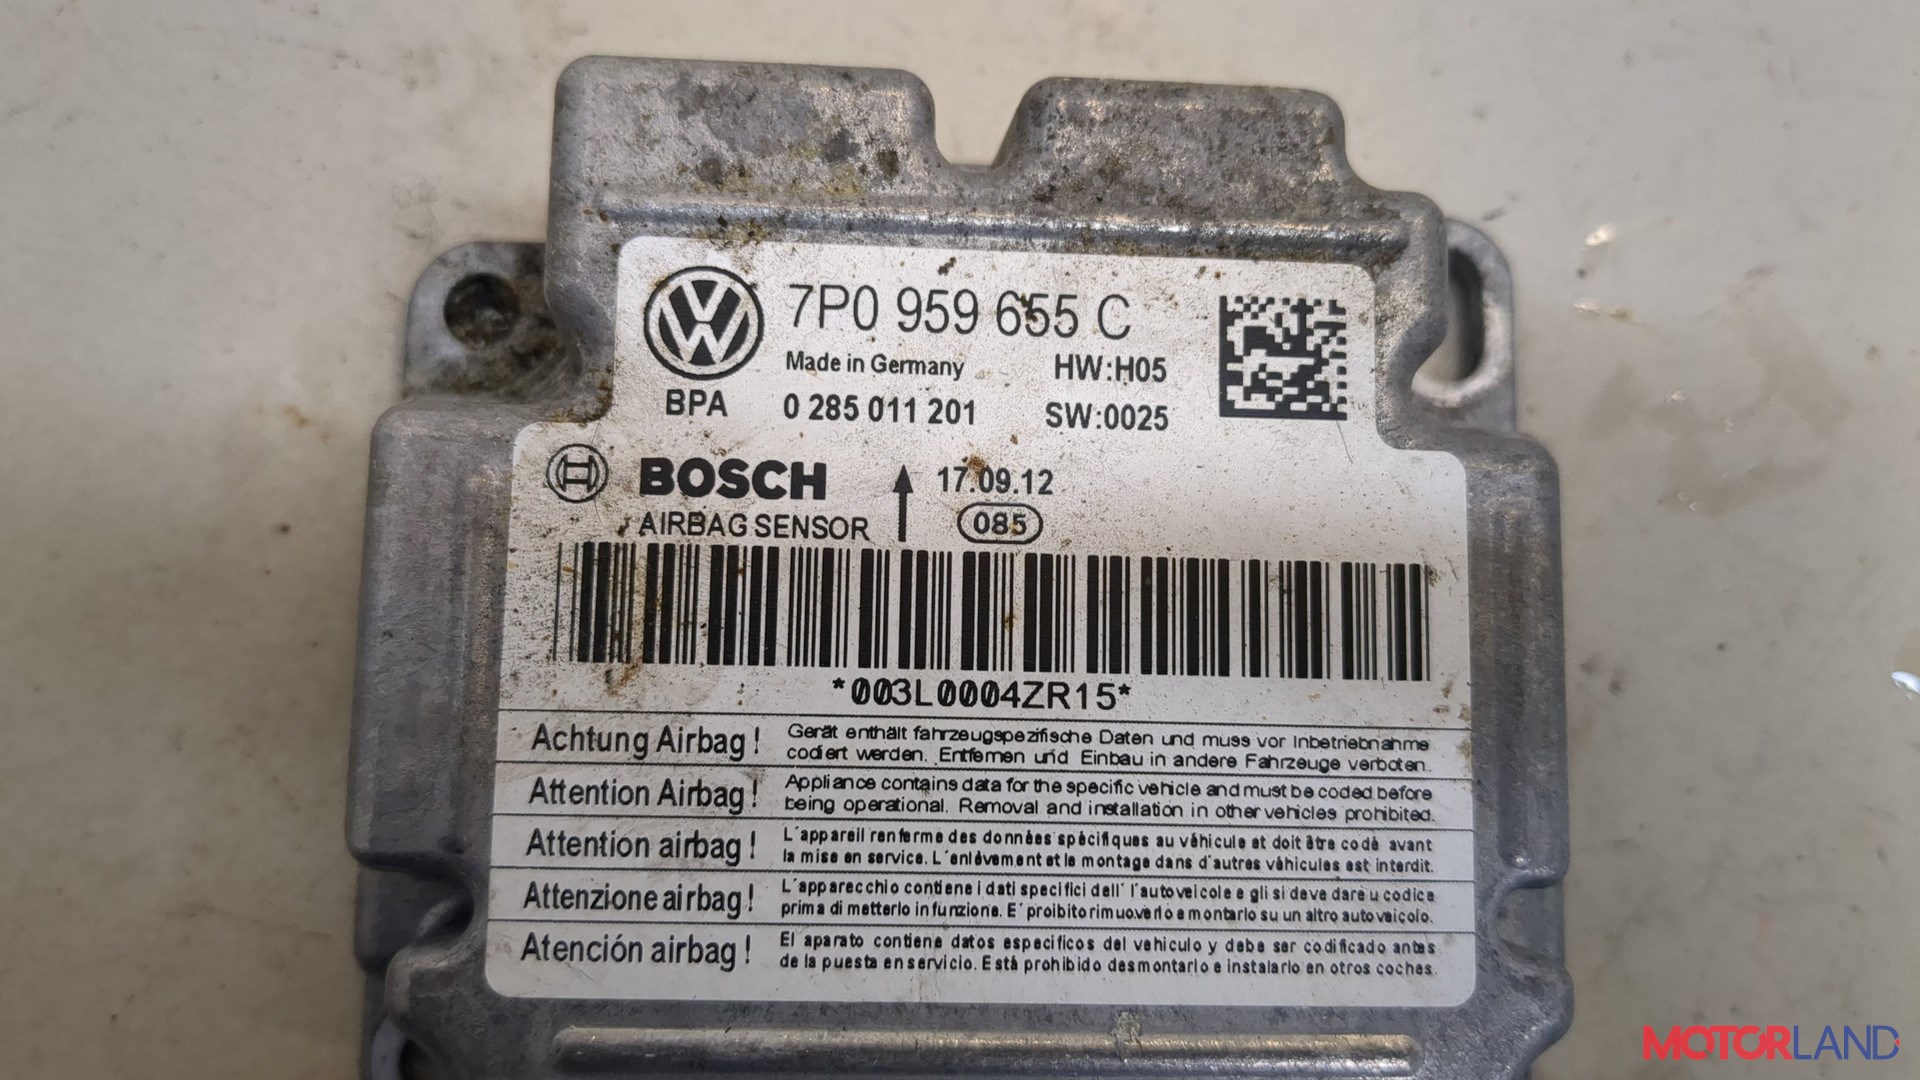 7P0 959 655 C
Made in Germany HW:H05
BPA 0 285 011 201 SW:0025
BOSCH 17.09.12
AIRBAG SENSOR 085
*003L0004ZR15*
Achtung Airbag! Gerät enthält fahrzeugspezifische Daten und muss vor Inbetriebnahme
codiert werden. Entfernen und Einbau in andere Fahrzeuge verboten.
Attention Airbag! Appliance contains data for the specific vehicle and must be coded before
being operational. Removal and installation in other vehicles prohibited.
Attention airbag! L'appareil renferme des données spécifiques au véhicule et doit être codé avant
la mise en service. L'enlèvement et le montage dans d'autres véhicules est interdit.
Attenzione airbag! L'apparecchio contiene i dati specifici dell' l'autoveicole e gli si deve dare u codice
prima di metterlo in funzione. E' proibito rimuoverlo e montarlo su un altro autoveicolo.
Atención airbag! El aparato contiene datos especificos del vehiculo y debe ser codificado antes
de la puesta en servicio. Está prohibido desmontarlo e instalarlo en otros coches.
MOTORLAND